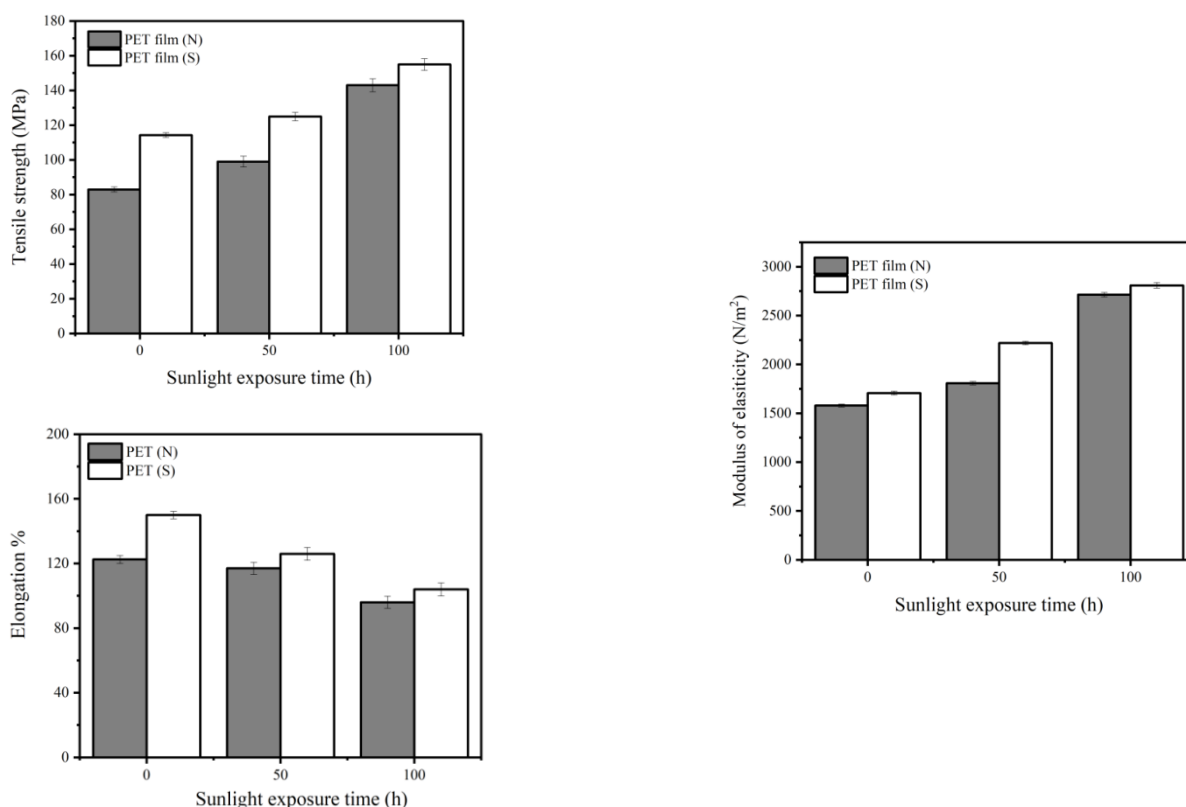 180
160
140
120
100
80
60
40
20
0
Tensile strength (MPa)
PET film (N)
PET film (S)
0 50 100
Sunlight exposure time (h)
200
160
120
80
40
0
Elongation %
PET (N)
PET (S)
0 50 100
Sunlight exposure time (h)
3000
2500
2000
1500
1000
500
0
Modulus of elasiticity (N/m²)
PET film (N)
PET film (S)
0 50 100
Sunlight exposure time (h)